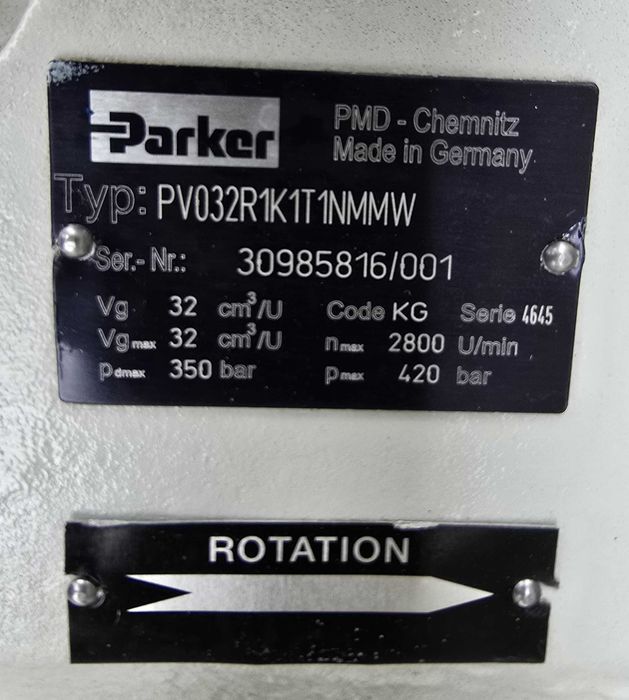 Parker
PMD - Chemnitz
Made in Germany
Typ: PV032R1K1T1NMMW
Ser.- Nr.: 30985816/001
Vg 32 cm³/U Code KG Serie 4645
Vgmax 32 cm³/U nmax 2800 U/min
pdmax 350 bar pmax 420 bar
ROTATION